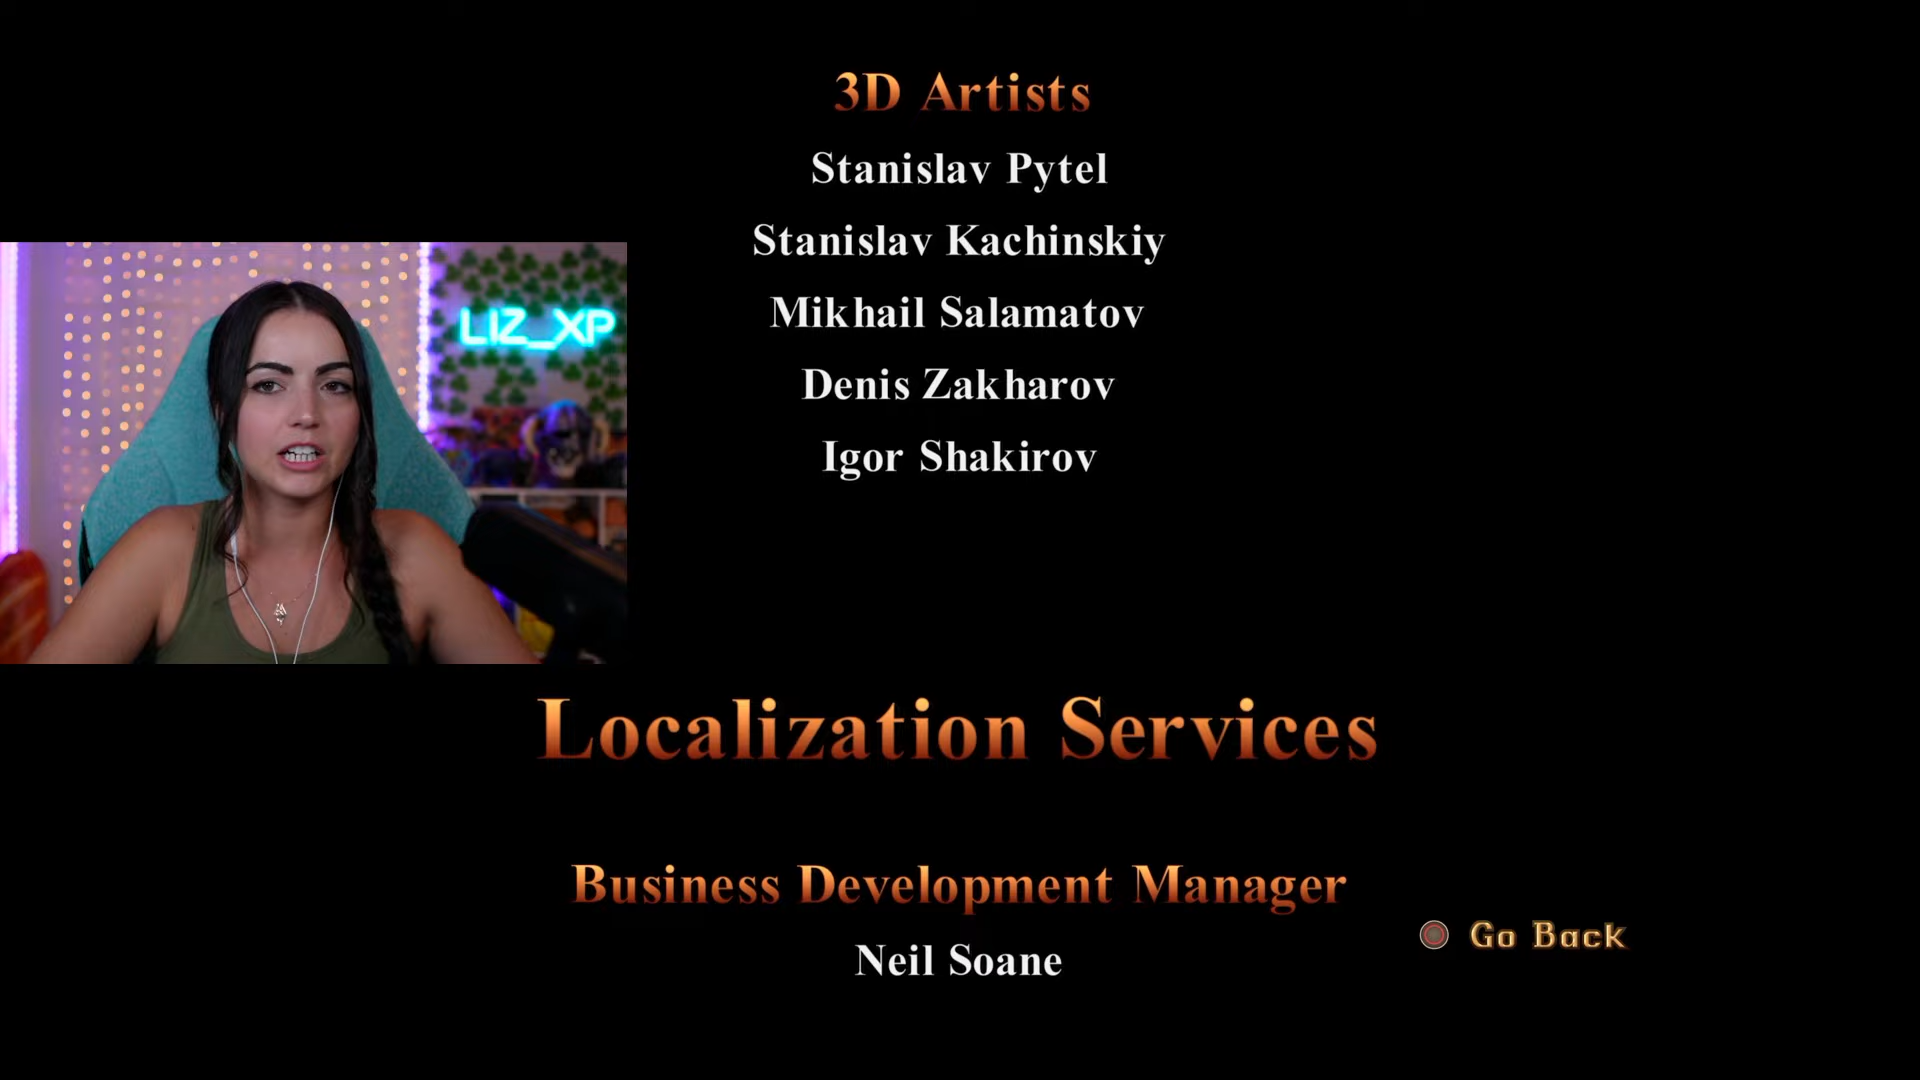 3D Artists
Stanislav Pytel
Stanislav Kachinskiy
Mikhail Salamatov
Denis Zakharov
Igor Shakirov
LIZ_XP
Localization Services
Business Development Manager
Neil Soane
Go Back